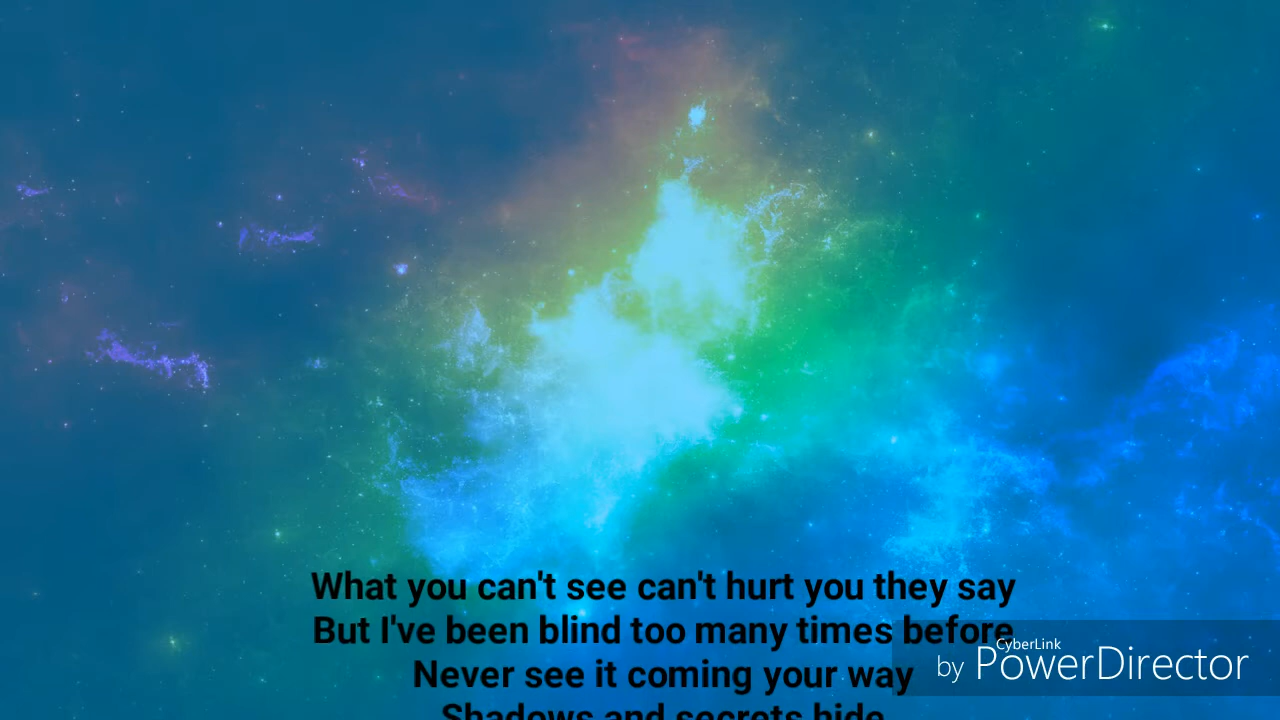 What you can't see can't hurt you they say
But I've been blind too many times before
Never see it coming your way
Shadows and secrets hide
CyberLink
by PowerDirector